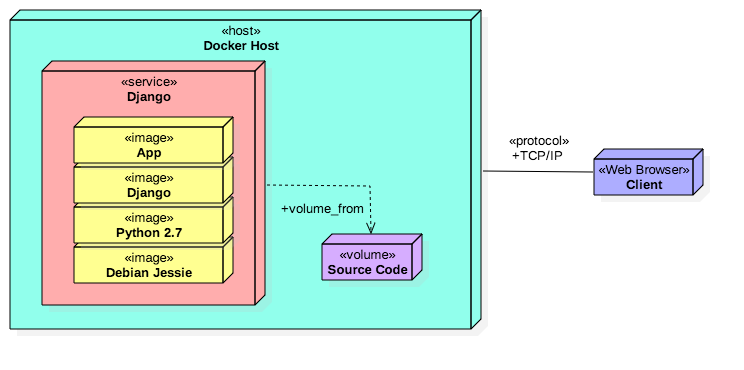 «host»
Docker Host
«service»
Django
«image»
App
«image»
Django
«image»
Python 2.7
«image»
Debian Jessie
+volume_from
«volume»
Source Code
«protocol»
+TCP/IP
«Web Browser»
Client